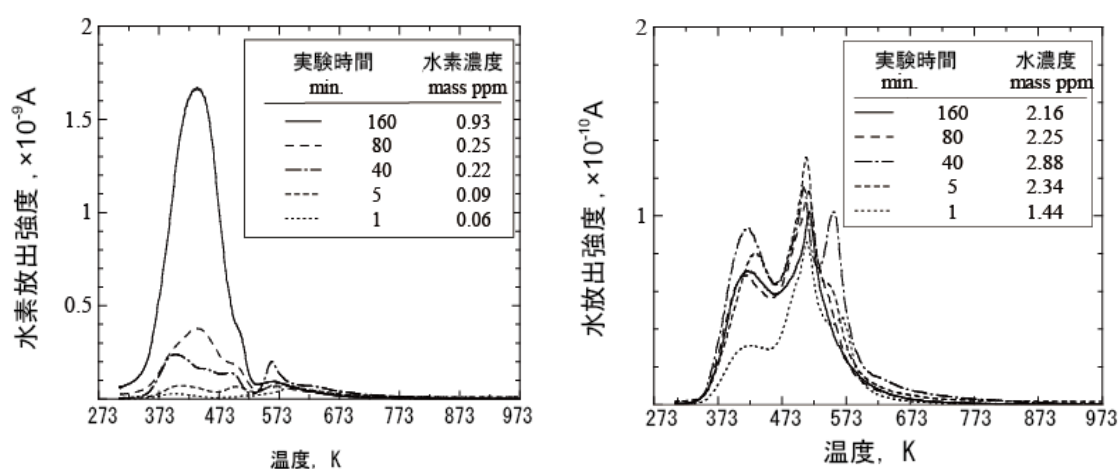 2
1.5
1
0.5
水素放出強度, ×10⁻⁹A
実験時間 水素濃度
min. mass ppm
160 0.93
80 0.25
40 0.22
5 0.09
1 0.06
273 373 473 573 673 773 873 973
温度, K
2
1
水放出強度, ×10⁻¹⁰A
実験時間 水濃度
min. mass ppm
160 2.16
80 2.25
40 2.88
5 2.34
1 1.44
273 373 473 573 673 773 873 973
温度, K